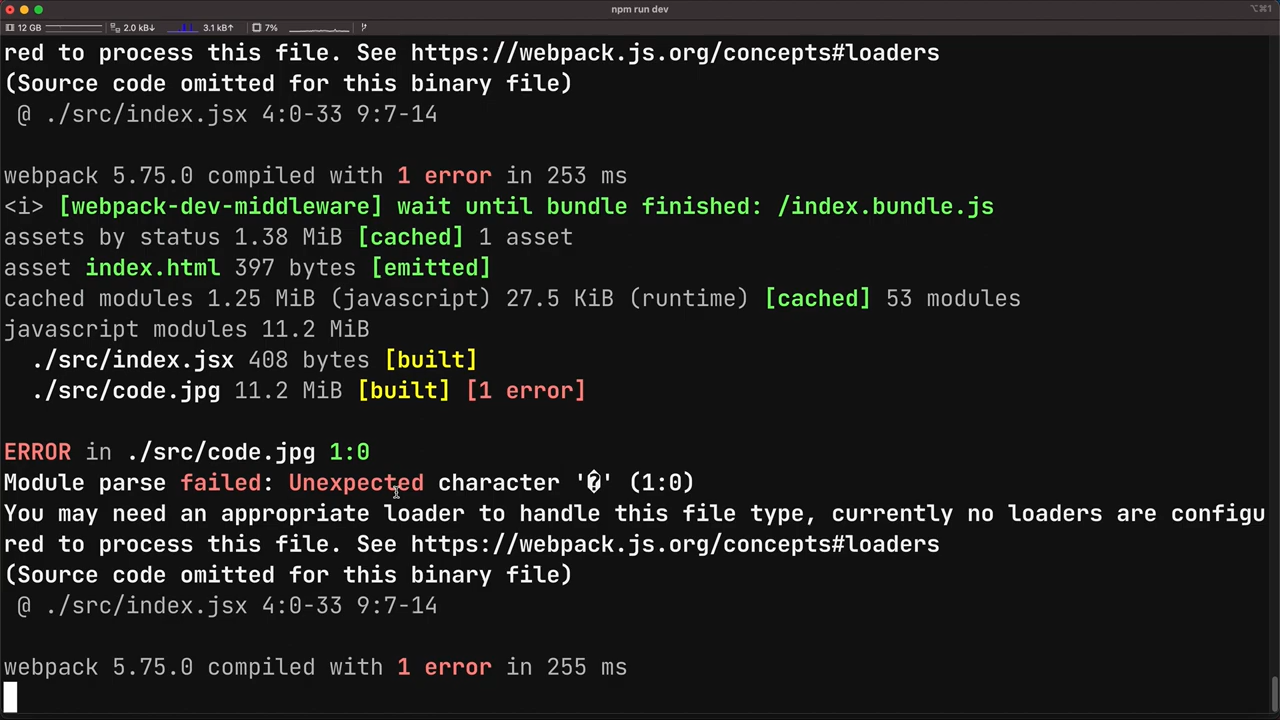 npm run dev
⌥⌘1
12 GB 2.0 kB↓ 3.1 kB↑ 7%
red to process this file. See https://webpack.js.org/concepts#loaders
(Source code omitted for this binary file)
@ ./src/index.jsx 4:0-33 9:7-14
webpack 5.75.0 compiled with 1 error in 253 ms
<i> [webpack-dev-middleware] wait until bundle finished: /index.bundle.js
assets by status 1.38 MiB [cached] 1 asset
asset index.html 397 bytes [emitted]
cached modules 1.25 MiB (javascript) 27.5 KiB (runtime) [cached] 53 modules
javascript modules 11.2 MiB
./src/index.jsx 408 bytes [built]
./src/code.jpg 11.2 MiB [built] [1 error]
ERROR in ./src/code.jpg 1:0
Module parse failed: Unexpected character '�' (1:0)
You may need an appropriate loader to handle this file type, currently no loaders are configu
red to process this file. See https://webpack.js.org/concepts#loaders
(Source code omitted for this binary file)
@ ./src/index.jsx 4:0-33 9:7-14
webpack 5.75.0 compiled with 1 error in 255 ms